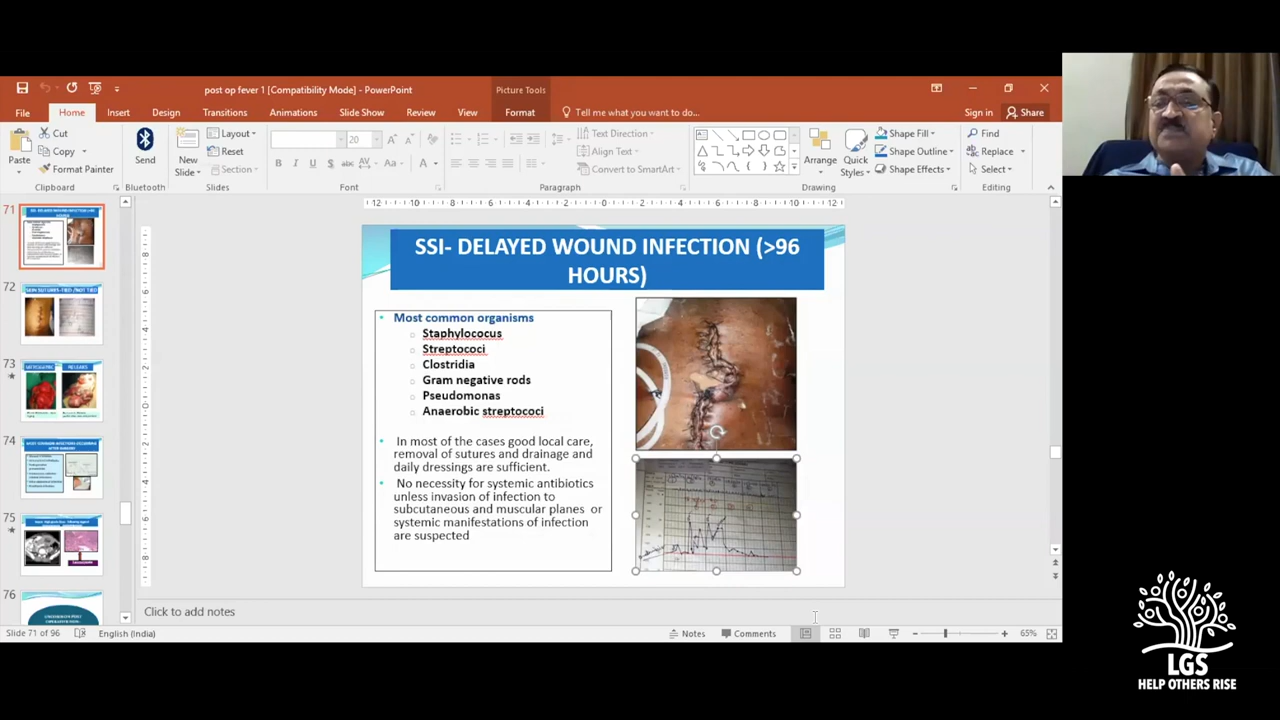 post op fever 1 [Compatibility Mode] - PowerPoint
Picture Tools
File
Home
Insert
Design
Transitions
Animations
Slide Show
Review
View
Format
Tell me what you want to do...
Sign in
Share
Paste
Cut
Copy
Format Painter
Clipboard
Send
Bluetooth
New
Slide
Layout
Reset
Section
Slides
20
Font
Text Direction
Align Text
Convert to SmartArt
Paragraph
Arrange
Quick
Styles
Shape Fill
Shape Outline
Shape Effects
Drawing
Find
Replace
Select
Editing
71
72
73
74
75
76
SSI- DELAYED WOUND INFECTION (>96
HOURS)
Most common organisms
Staphylococus
Streptococi
Clostridia
Gram negative rods
Pseudomonas
Anaerobic streptococi
In most of the cases good local care,
removal of sutures and drainage and
daily dressings are sufficient.
No necessity for systemic antibiotics
unless invasion of infection to
subcutaneous and muscular planes or
systemic manifestations of infection
are suspected
Click to add notes
Slide 71 of 96
English (India)
Notes
Comments
65%
LGS
HELP OTHERS RISE